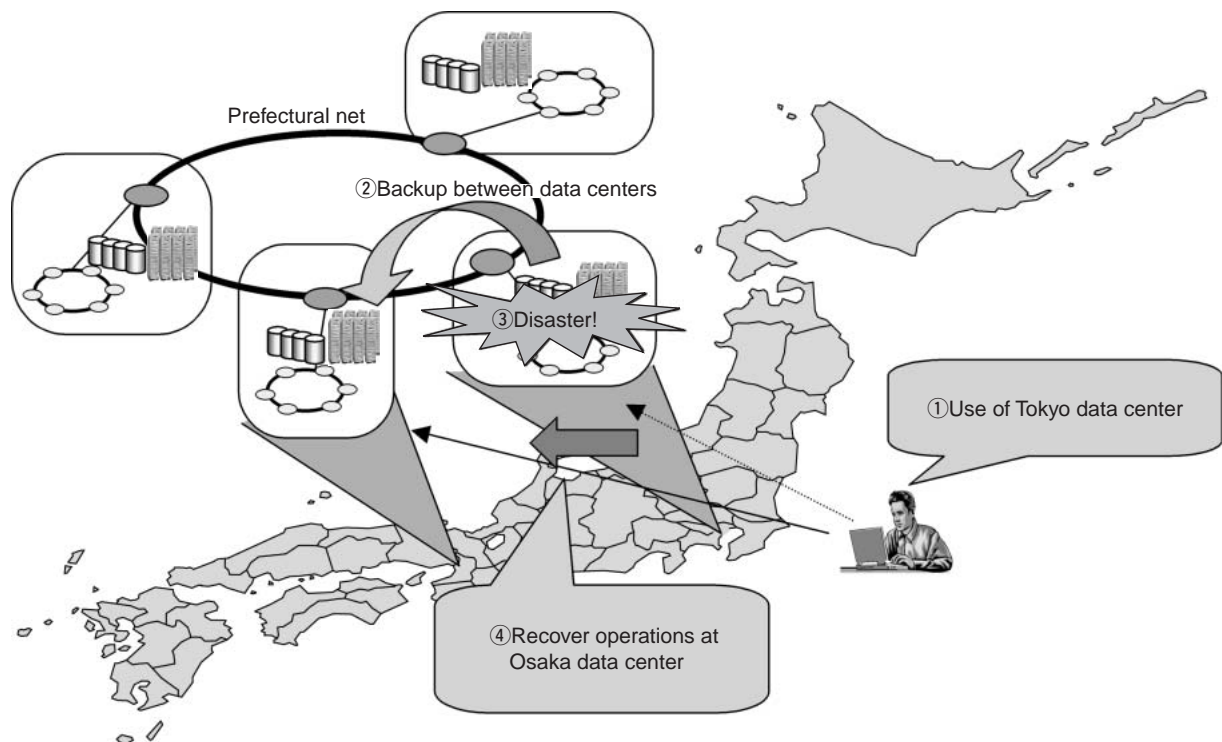 Prefectural net
②Backup between data centers
③Disaster!
①Use of Tokyo data center
④Recover operations at
Osaka data center